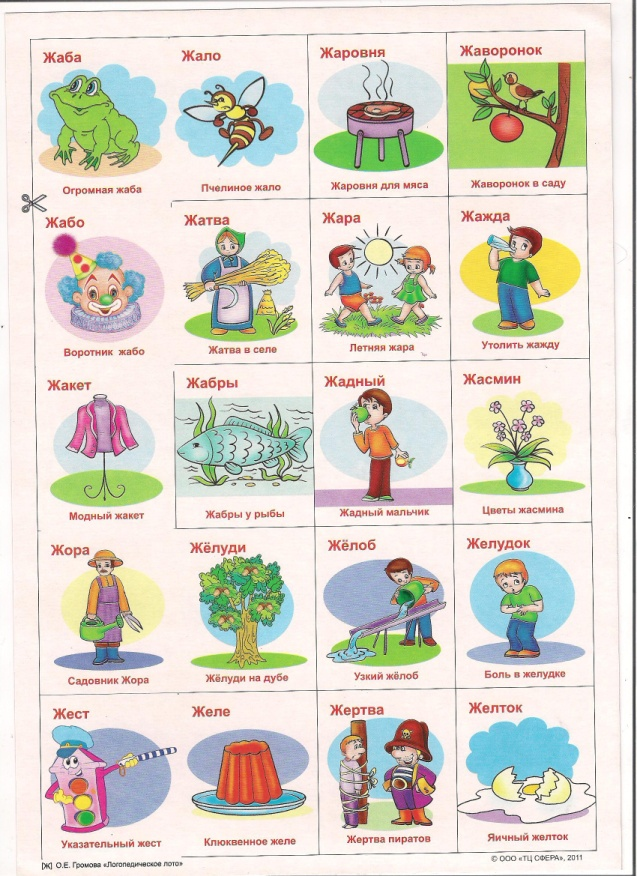 Жаба
Жало
Жаровня
Жаворонок
Огромная жаба
Пчелиное жало
Жаровня для мяса
Жаворонок в саду
Жабо
Жатва
Жара
Жажда
Воротник жабо
Жатва в селе
Летняя жара
Утолить жажду
Жакет
Жабры
Жадный
Жасмин
Модный жакет
Жабры у рыбы
Жадный мальчик
Цветы жасмина
Жора
Жёлуди
Жёлоб
Желудок
Садовник Жора
Жёлуди на дубе
Узкий жёлоб
Боль в желудке
Жест
Желе
Жертва
Желток
Указательный жест
Клюквенное желе
Жертва пиратов
Яичный желток
[Ж] О.Е. Громова «Логопедическое лото»
© ООО «ТЦ СФЕРА», 2011